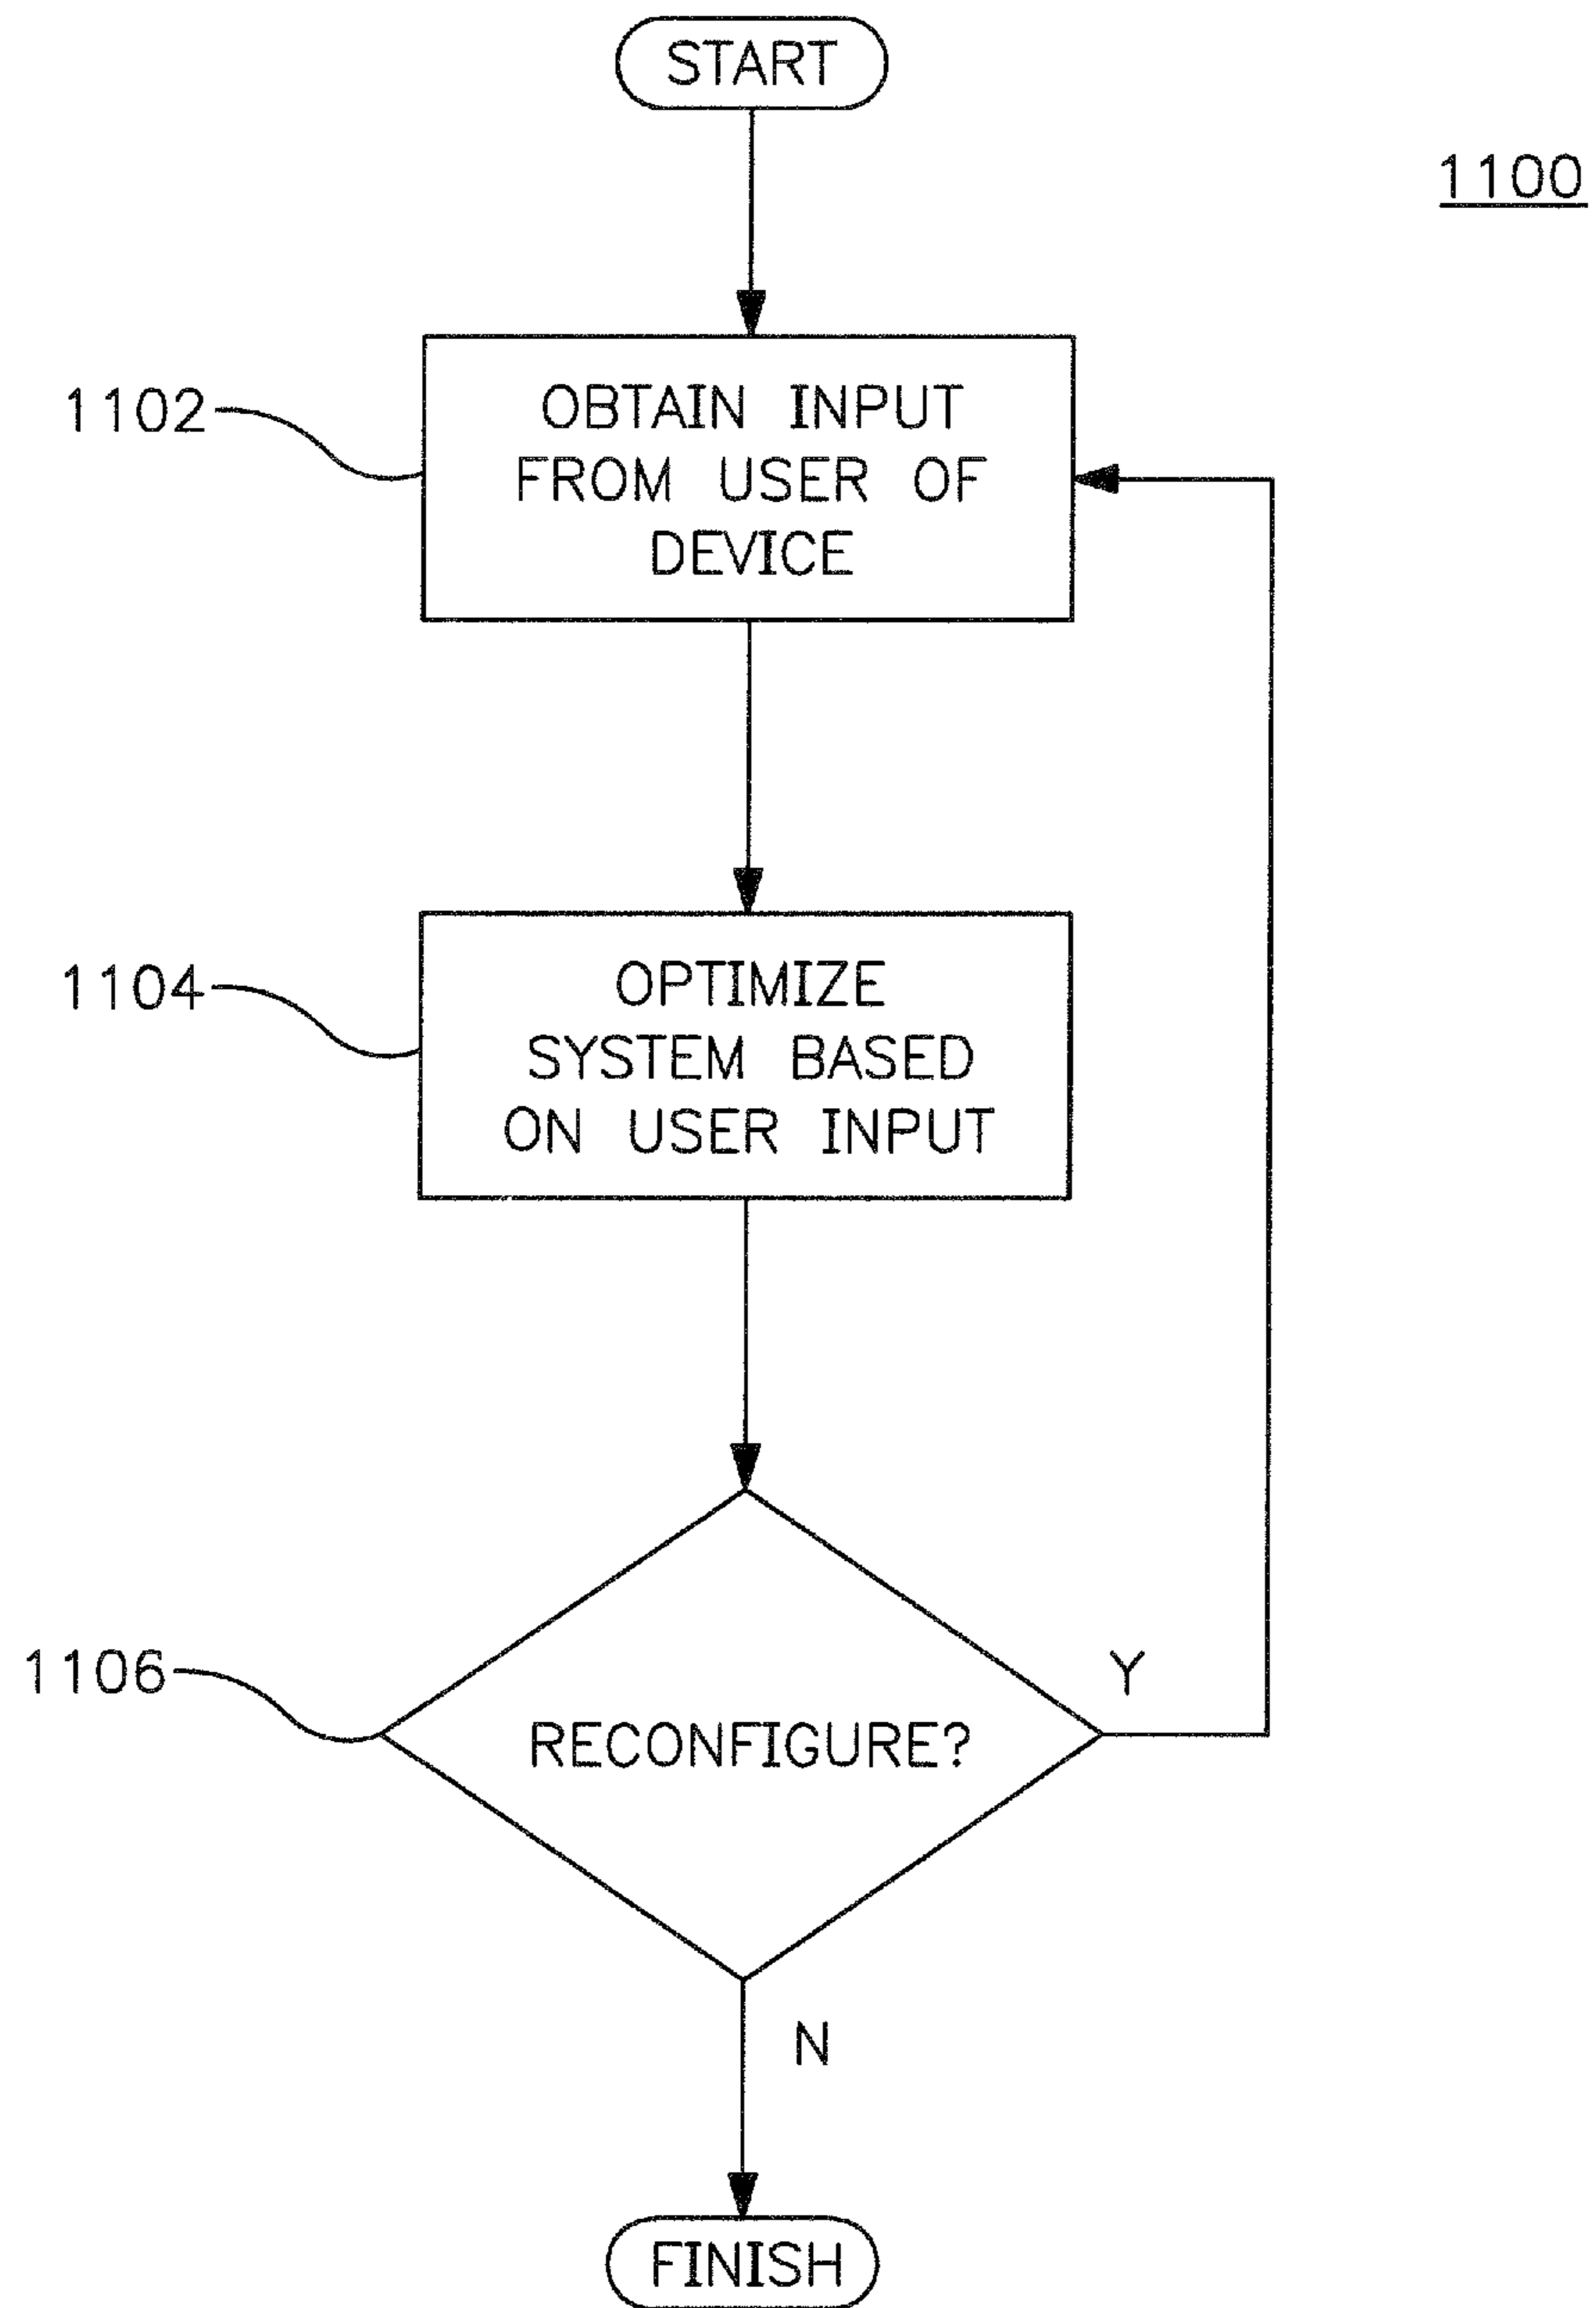 START
1100
1102
OBTAIN INPUT
FROM USER OF
DEVICE
1104
OPTIMIZE
SYSTEM BASED
ON USER INPUT
1106
RECONFIGURE?
Y
N
FINISH